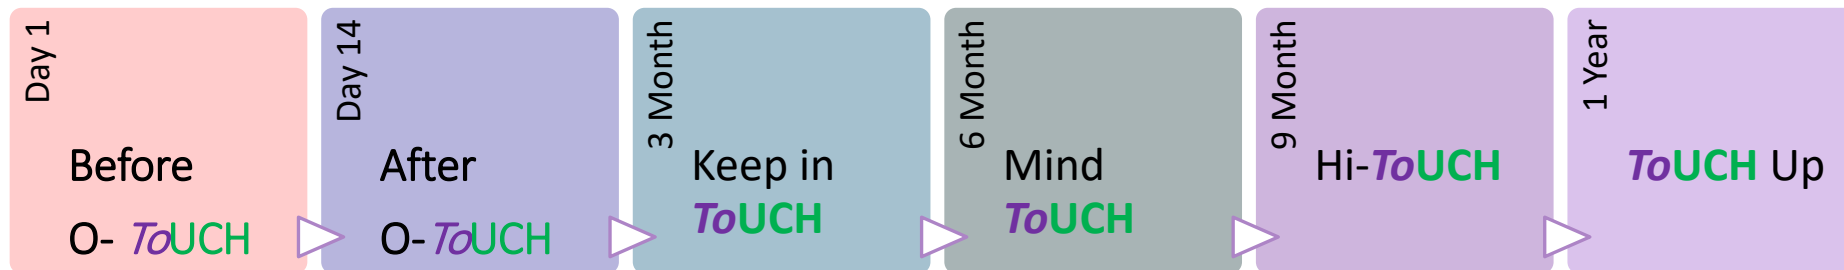 Day 1
Before
O- ToUCH
Day 14
After
O-ToUCH
3 Month
Keep in
ToUCH
6 Month
Mind
ToUCH
9 Month
Hi-ToUCH
1 Year
ToUCH Up